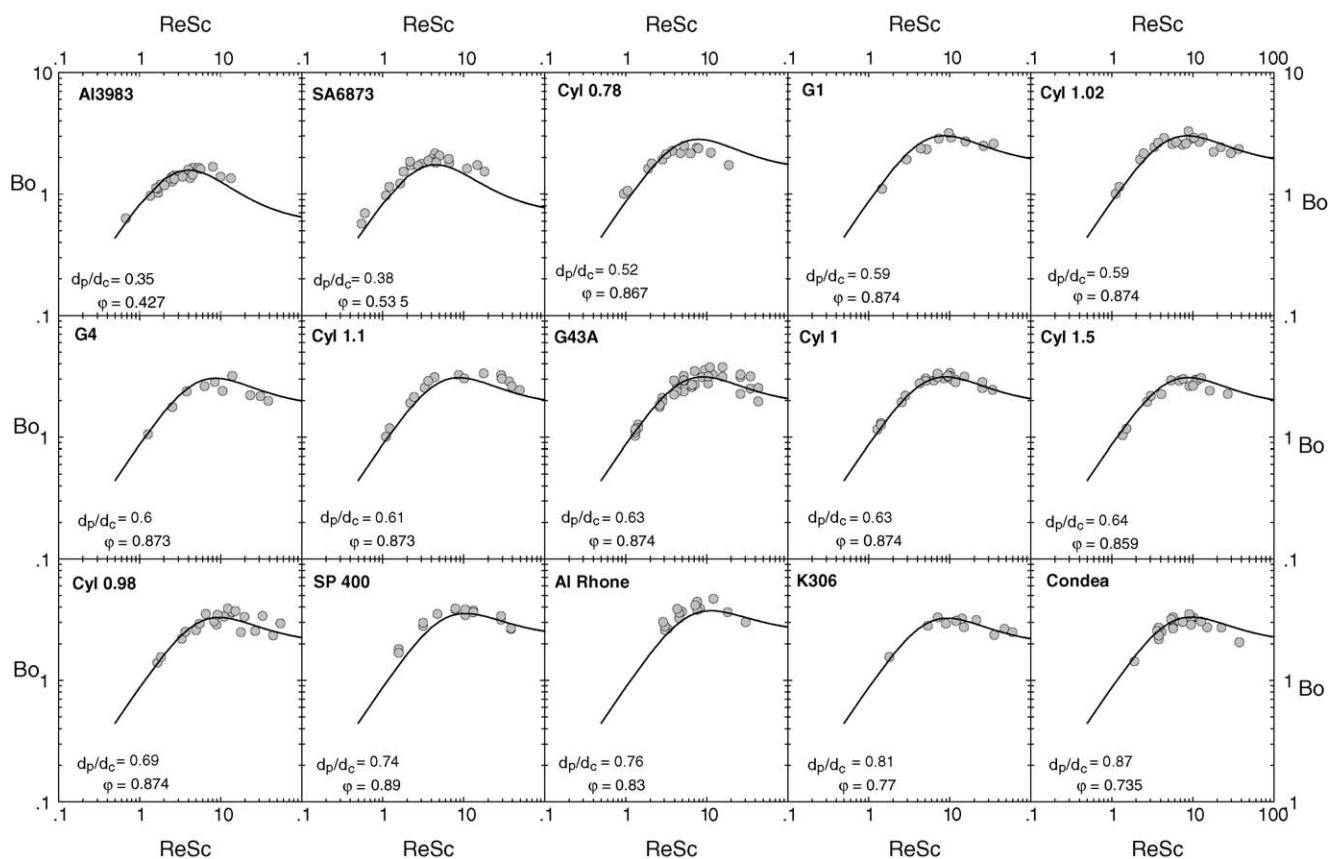 ReSc ReSc ReSc ReSc ReSc
.1 1 10 .1 1 10 .1 1 10 .1 1 10 .1 1 10 100
10 Al3983 SA6873 Cyl 0.78 G1 Cyl 1.02 10
Bo 1 1 Bo
dp/dc = 0.35 dp/dc = 0.38 dp/dc = 0.52 dp/dc = 0.59 dp/dc = 0.59
φ = 0.427 φ = 0.53 5 φ = 0.867 φ = 0.874 φ = 0.874
.1 .1
G4 Cyl 1.1 G43A Cyl 1 Cyl 1.5
Bo 1 1 Bo
dp/dc = 0.6 dp/dc = 0.61 dp/dc = 0.63 dp/dc = 0.63 dp/dc = 0.64
φ = 0.873 φ = 0.873 φ = 0.874 φ = 0.874 φ = 0.859
.1 .1
Cyl 0.98 SP 400 Al Rhone K306 Condea
Bo 1 1 Bo
dp/dc = 0.69 dp/dc = 0.74 dp/dc = 0.76 dp/dc = 0.81 dp/dc = 0.87
φ = 0.874 φ = 0.89 φ = 0.83 φ = 0.77 φ = 0.735
.1 .1
.1 1 10 .1 1 10 .1 1 10 .1 1 10 .1 1 10 100
ReSc ReSc ReSc ReSc ReSc